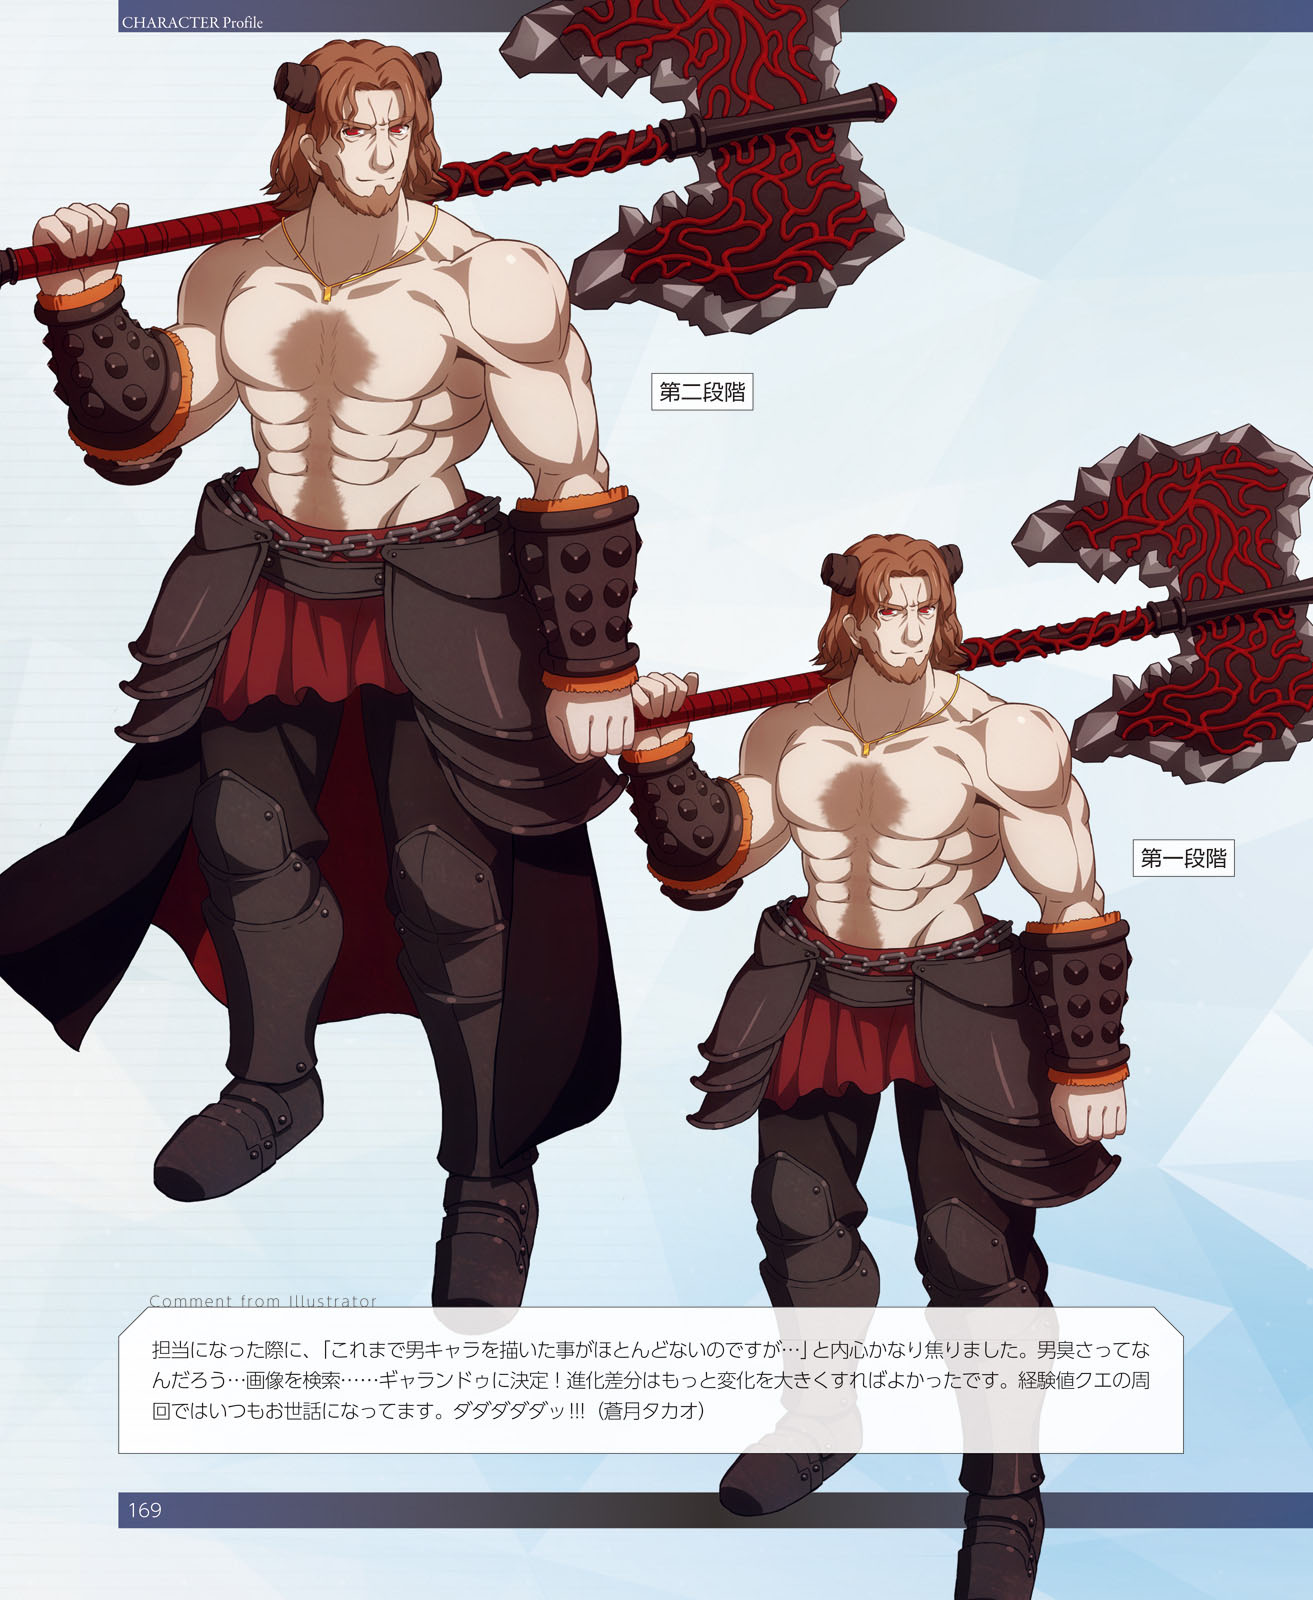 CHARACTER Profile
第二段階
第一段階
Comment from Illustrator
担当になった際に、「これまで男キャラを描いた事がほとんどないのですが…」と内心かなり焦りました。男臭さってな
んだろう…画像を検索……ギャランドゥに決定！進化差分はもっと変化を大きくすればよかったです。経験値クエの周
回ではいつもお世話になってます。ダダダダダッ!!!（蒼月タカオ）
169